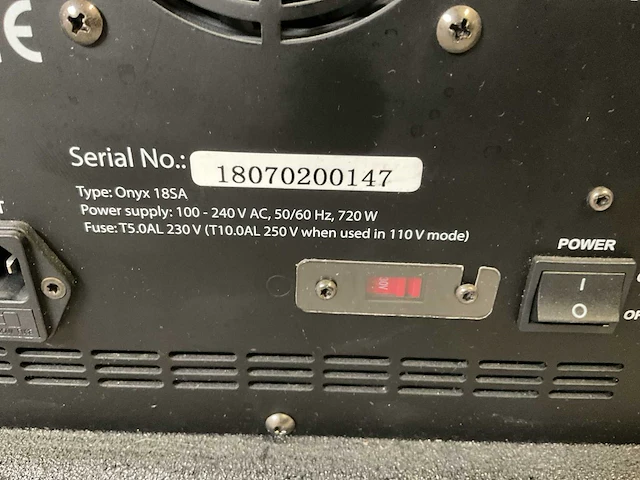 CE
Serial No.: 18070200147
Type: Onyx 18SA
Power supply: 100 - 240 V AC, 50/60 Hz, 720 W
Fuse: T5.0AL 230 V (T10.0AL 250 V when used in 110 V mode)
POWER
I
O